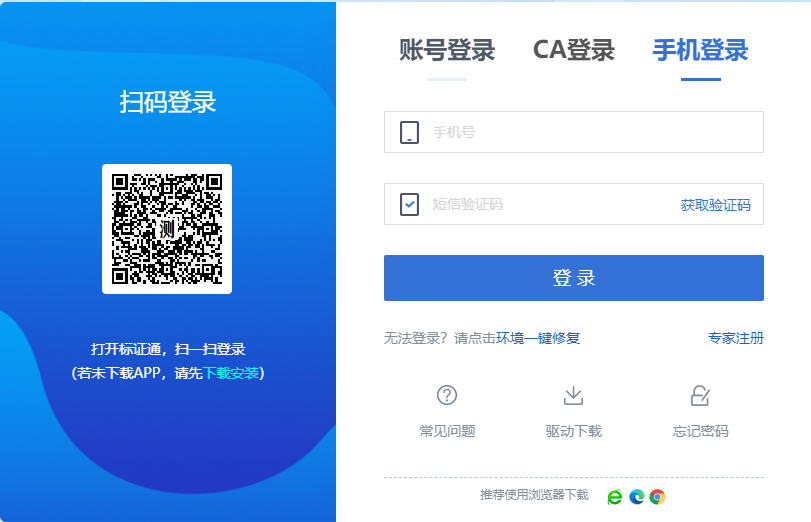 扫码登录
测
打开标证通，扫一扫登录
(若未下载APP，请先下载安装)
账号登录 CA登录 手机登录
手机号
短信验证码 获取验证码
登 录
无法登录？请点击环境一键修复 专家注册
常见问题 驱动下载 忘记密码
推荐使用浏览器下载